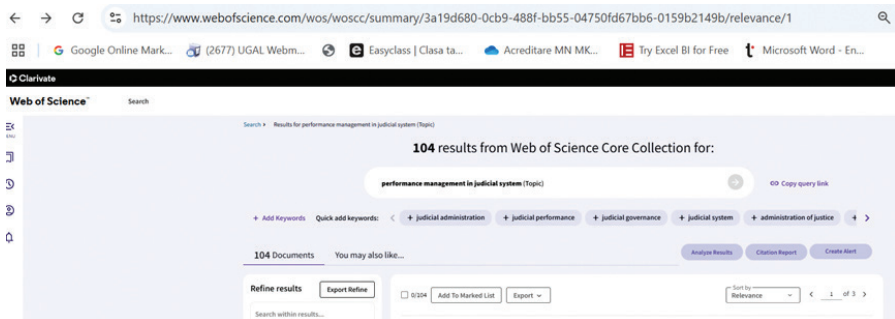 https://www.webofscience.com/wos/woscc/summary/3a19d680-0cb9-488f-bb55-04750fd67bb6-0159b2149b/relevance/1
Google Online Mark... (2677) UGAL Webm... Easyclass | Clasa ta... Acreditare MN MK... Try Excel BI for Free Microsoft Word - En...
Clarivate
Web of Science™ Search
Search > Results for performance management in judicial system (Topic)
MENU
104 results from Web of Science Core Collection for:
performance management in judicial system (Topic) Copy query link
+ Add Keywords Quick add keywords: < + judicial administration + judicial performance + judicial governance + judicial system + administration of justice + >
104 Documents You may also like... Analyze Results Citation Report Create Alert
Refine results Export Refine
0/104 Add To Marked List Export Sort by Relevance < 1 of 3 >
Search within results...